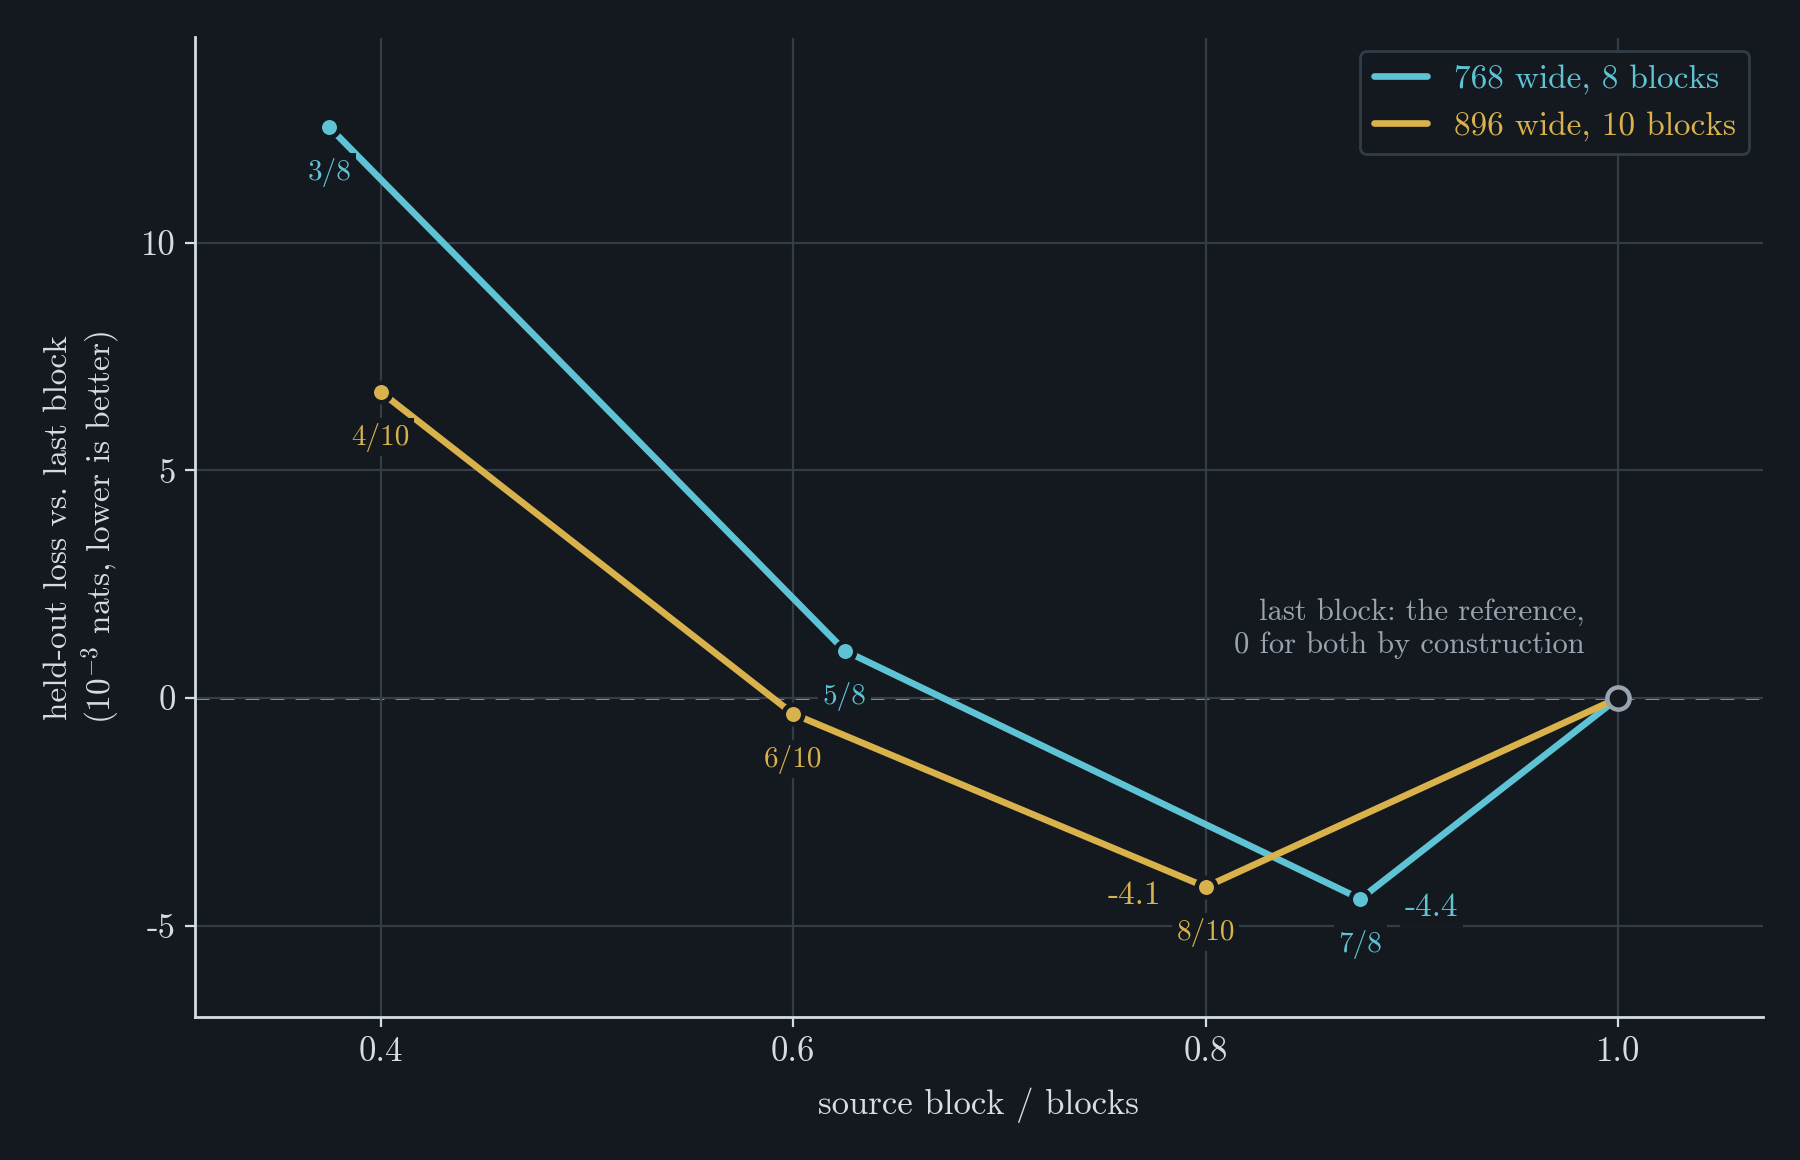 768 wide, 8 blocks
896 wide, 10 blocks
held-out loss vs. last block
(10⁻³ nats, lower is better)
10
5
0
-5
3/8
4/10
5/8
6/10
last block: the reference,
0 for both by construction
-4.1
8/10
-4.4
7/8
0.4
0.6
0.8
1.0
source block / blocks